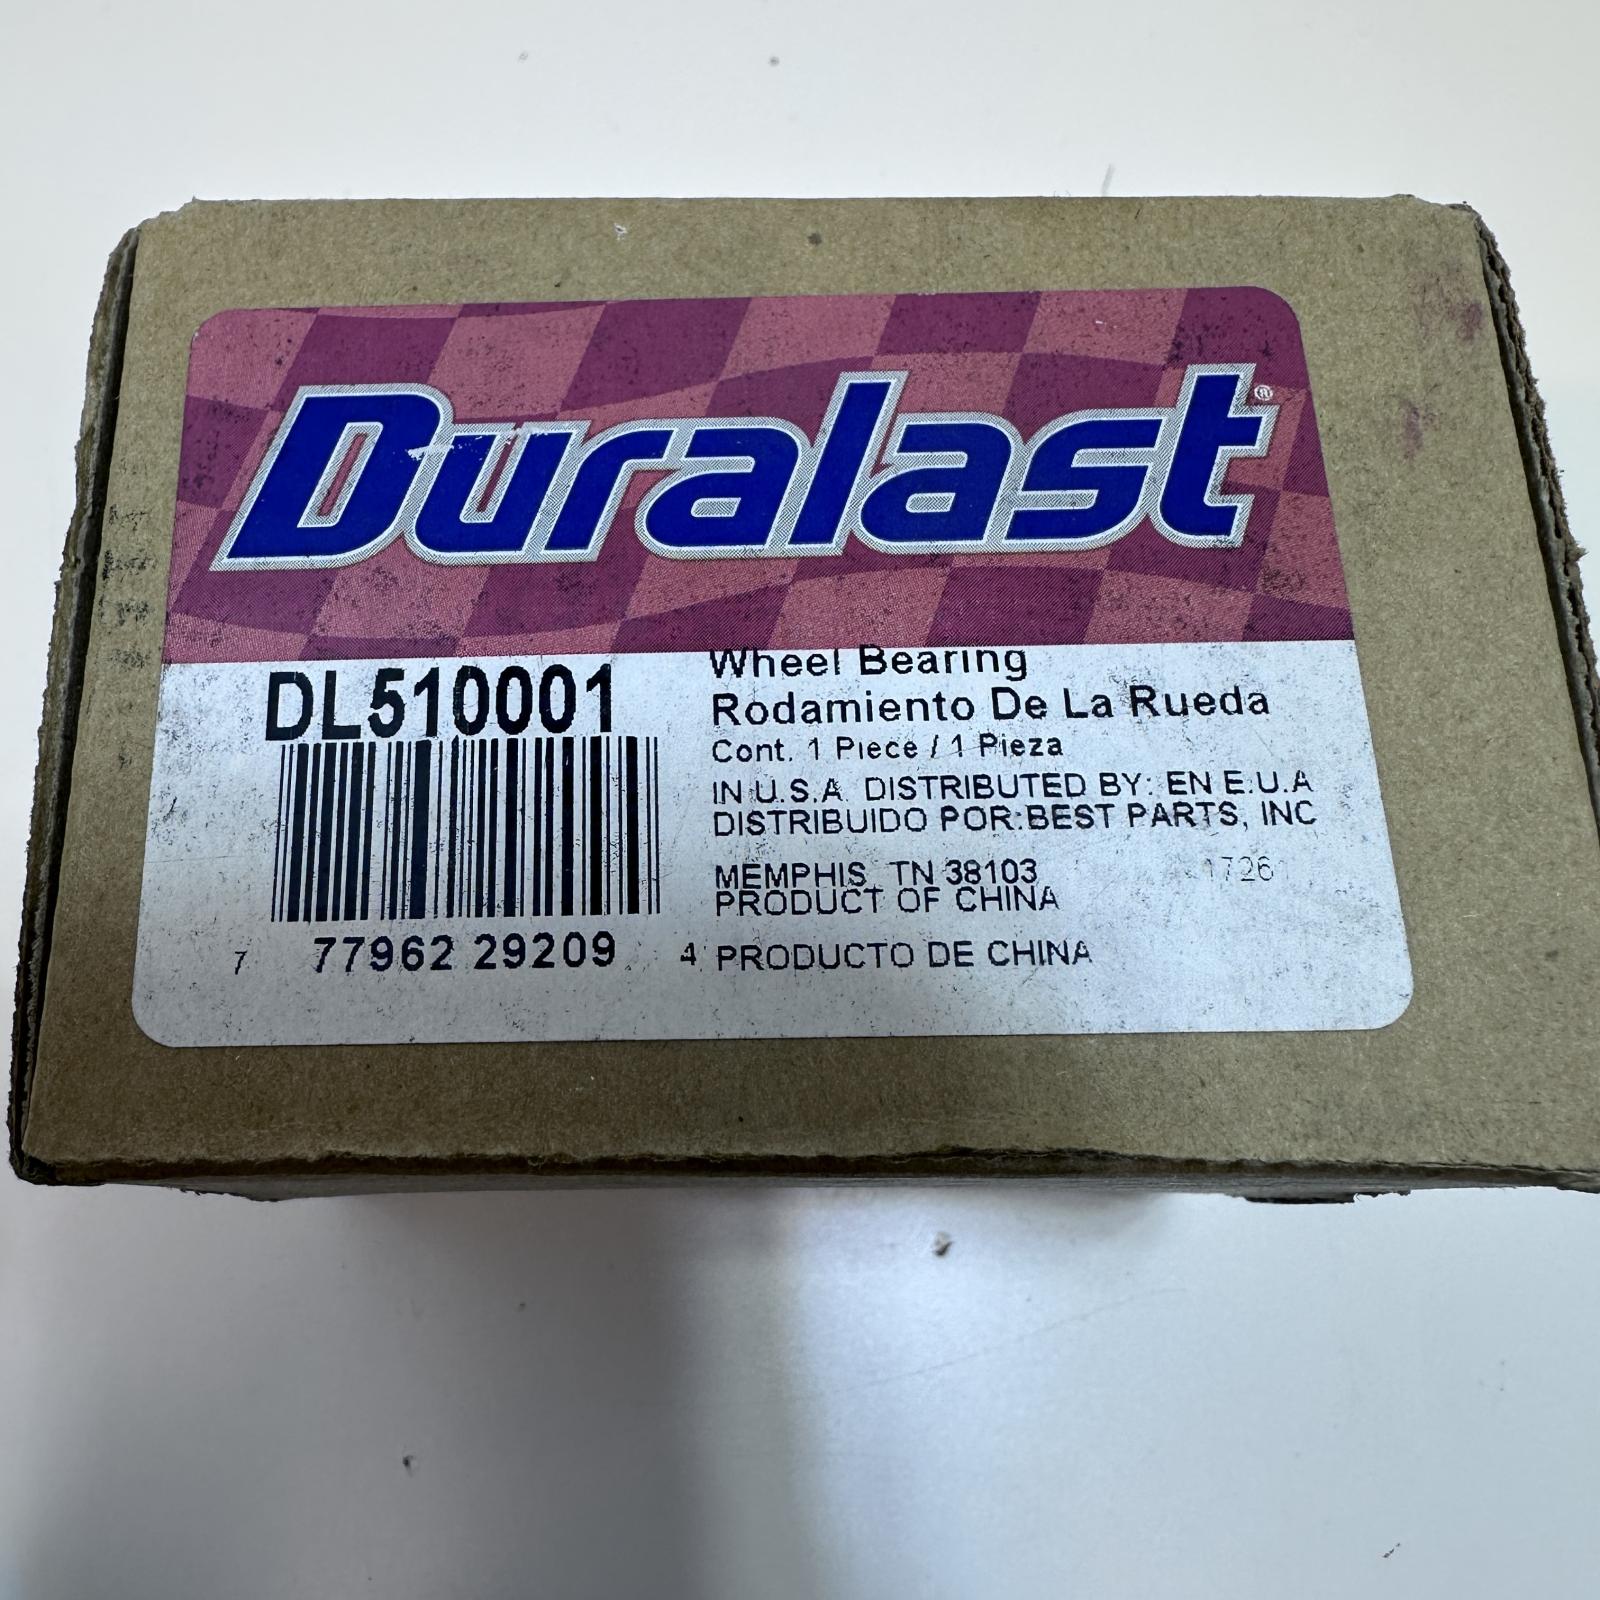 Duralast®
DL510001
7 77962 29209 4
Wheel Bearing
Rodamiento De La Rueda
Cont. 1 Piece / 1 Pieza
IN U.S.A. DISTRIBUTED BY: EN E.U.A
DISTRIBUIDO POR:BEST PARTS, INC
MEMPHIS, TN 38103
1726
PRODUCT OF CHINA
PRODUCTO DE CHINA